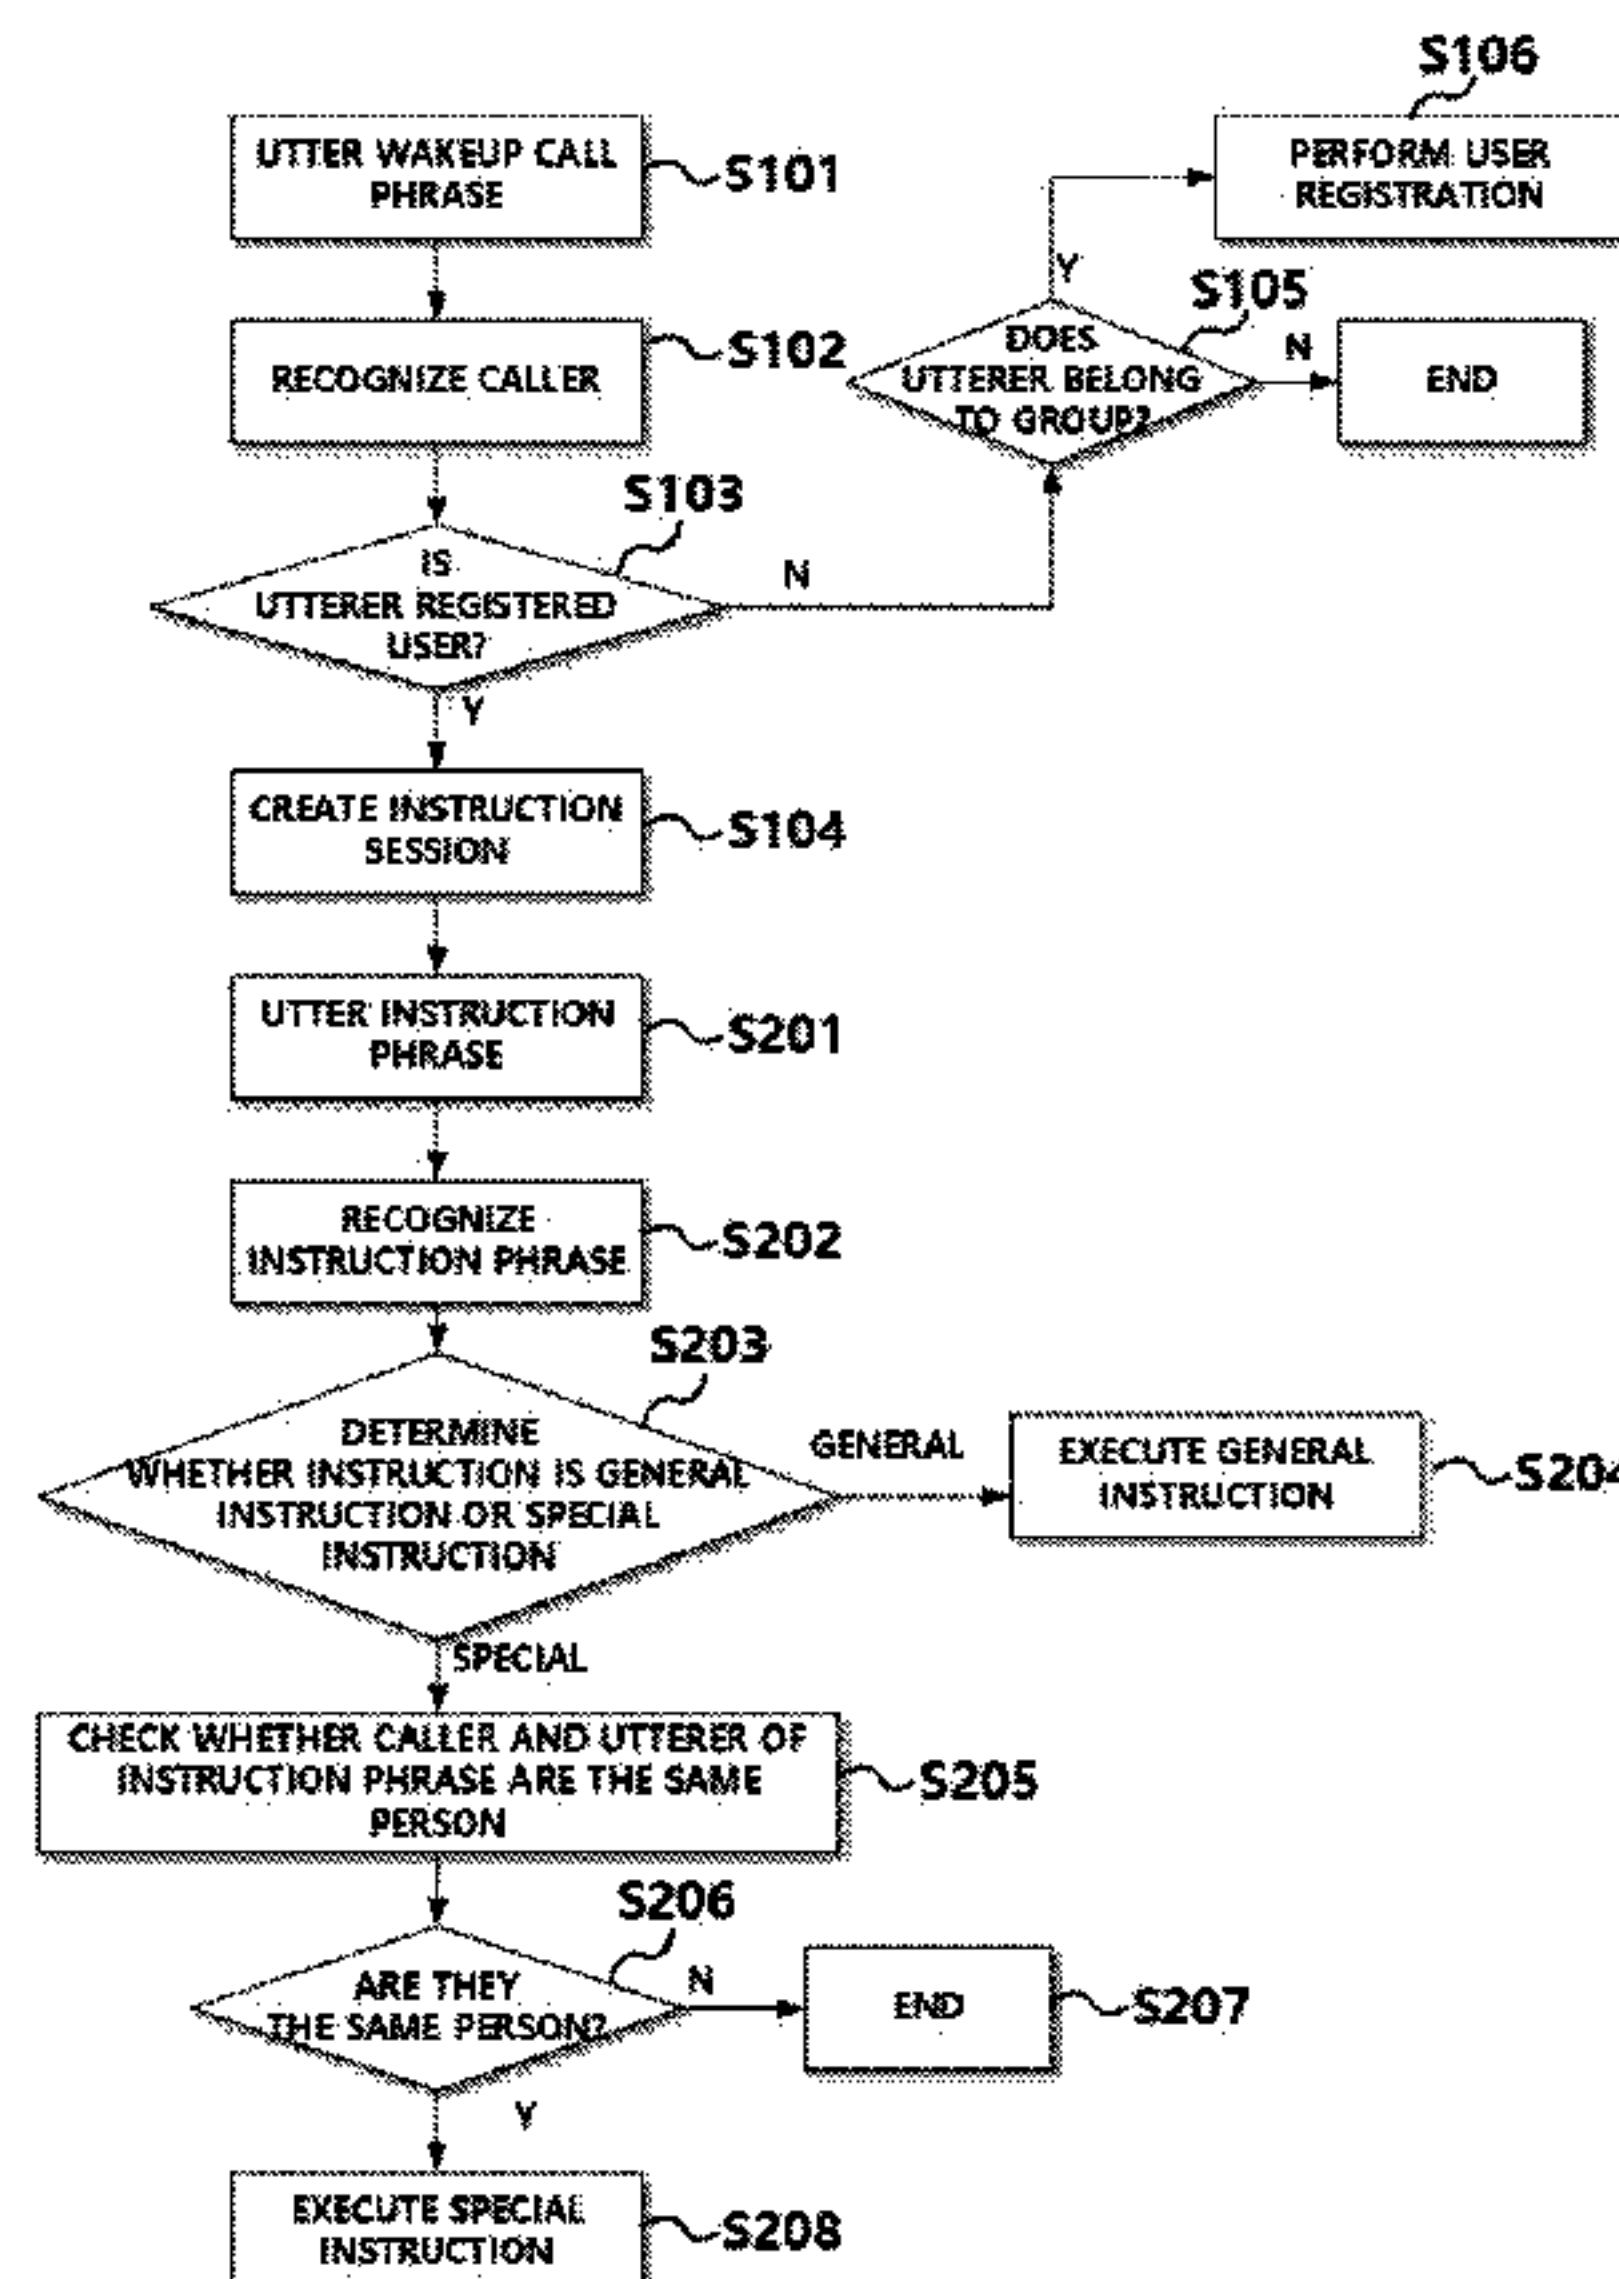 S106
UTTER WAKEUP CALL
PHRASE
S101
PERFORM USER
REGISTRATION
Y
S105
RECOGNIZE CALLER
S102
DOES
UTTERER BELONG
TO GROUP?
N
END
S103
IS
UTTERER REGISTERED
USER?
N
Y
CREATE INSTRUCTION
SESSION
S104
UTTER INSTRUCTION
PHRASE
S201
RECOGNIZE
INSTRUCTION PHRASE
S202
S203
DETERMINE
WHETHER INSTRUCTION IS GENERAL
INSTRUCTION OR SPECIAL
INSTRUCTION
GENERAL
EXECUTE GENERAL
INSTRUCTION
S204
SPECIAL
CHECK WHETHER CALLER AND UTTERER OF
INSTRUCTION PHRASE ARE THE SAME
PERSON
S205
S206
ARE THEY
THE SAME PERSON?
N
END
S207
Y
EXECUTE SPECIAL
INSTRUCTION
S208